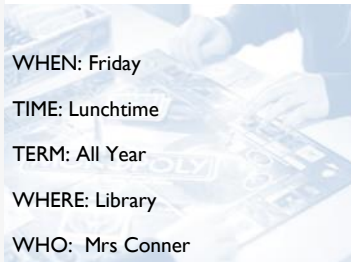 WHEN: Friday
TIME: Lunchtime
TERM: All Year
WHERE: Library
WHO:  Mrs Conner